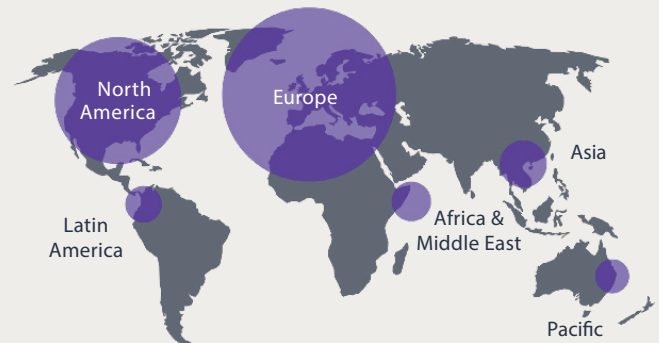 North
America
Europe
Asia
Latin
America
Africa &
Middle East
Pacific